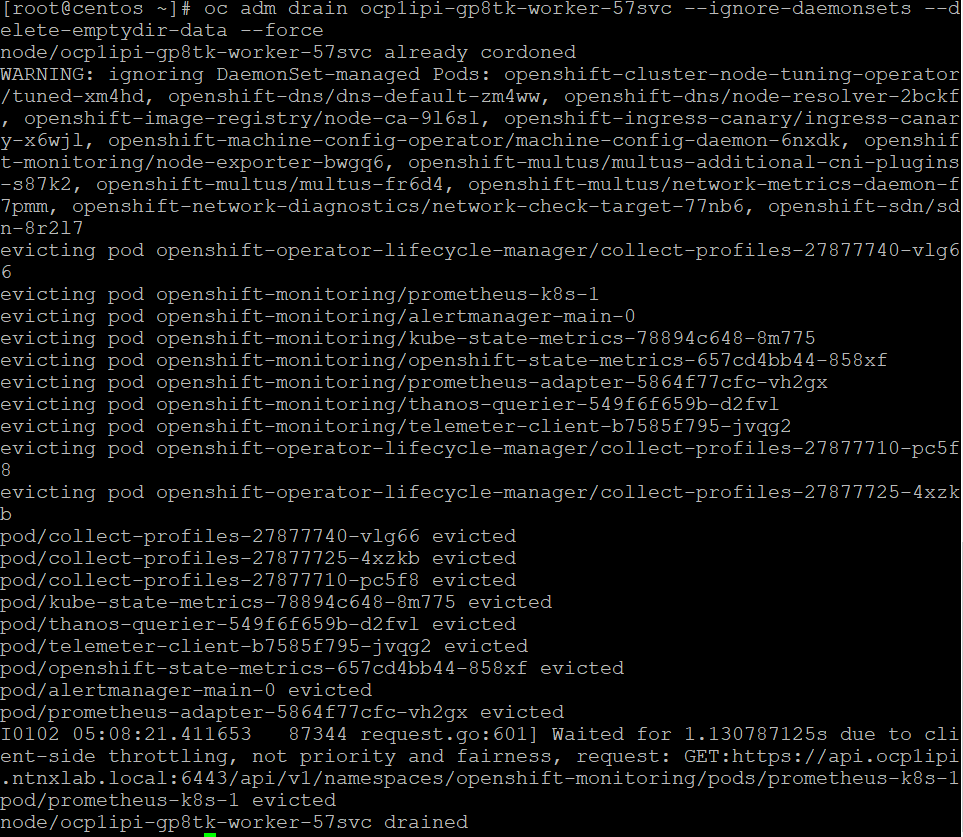 [root@centos ~]# oc adm drain ocp1ipi-gp8tk-worker-57svc --ignore-daemonsets --d
elete-emptydir-data --force
node/ocp1ipi-gp8tk-worker-57svc already cordoned
WARNING: ignoring DaemonSet-managed Pods: openshift-cluster-node-tuning-operator
/tuned-xm4hd, openshift-dns/dns-default-zm4ww, openshift-dns/node-resolver-2bckf
, openshift-image-registry/node-ca-9l6sl, openshift-ingress-canary/ingress-canar
y-x6wjl, openshift-machine-config-operator/machine-config-daemon-6nxdk, openshif
t-monitoring/node-exporter-bwgq6, openshift-multus/multus-additional-cni-plugins
-s87k2, openshift-multus/multus-fr6d4, openshift-multus/network-metrics-daemon-f
7pmm, openshift-network-diagnostics/network-check-target-77nb6, openshift-sdn/sd
n-8r2l7
evicting pod openshift-operator-lifecycle-manager/collect-profiles-27877740-vlg6
6
evicting pod openshift-monitoring/prometheus-k8s-1
evicting pod openshift-monitoring/alertmanager-main-0
evicting pod openshift-monitoring/kube-state-metrics-78894c648-8m775
evicting pod openshift-monitoring/openshift-state-metrics-657cd4bb44-858xf
evicting pod openshift-monitoring/prometheus-adapter-5864f77cfc-vh2gx
evicting pod openshift-monitoring/thanos-querier-549f6f659b-d2fvl
evicting pod openshift-monitoring/telemeter-client-b7585f795-jvqg2
evicting pod openshift-operator-lifecycle-manager/collect-profiles-27877710-pc5f
8
evicting pod openshift-operator-lifecycle-manager/collect-profiles-27877725-4xzk
b
pod/collect-profiles-27877740-vlg66 evicted
pod/collect-profiles-27877725-4xzkb evicted
pod/collect-profiles-27877710-pc5f8 evicted
pod/kube-state-metrics-78894c648-8m775 evicted
pod/thanos-querier-549f6f659b-d2fvl evicted
pod/telemeter-client-b7585f795-jvqg2 evicted
pod/openshift-state-metrics-657cd4bb44-858xf evicted
pod/alertmanager-main-0 evicted
pod/prometheus-adapter-5864f77cfc-vh2gx evicted
I0102 05:08:21.411653   87344 request.go:601] Waited for 1.130787125s due to cli
ent-side throttling, not priority and fairness, request: GET:https://api.ocp1ipi
.ntnxlab.local:6443/api/v1/namespaces/openshift-monitoring/pods/prometheus-k8s-1
pod/prometheus-k8s-1 evicted
node/ocp1ipi-gp8tk-worker-57svc drained